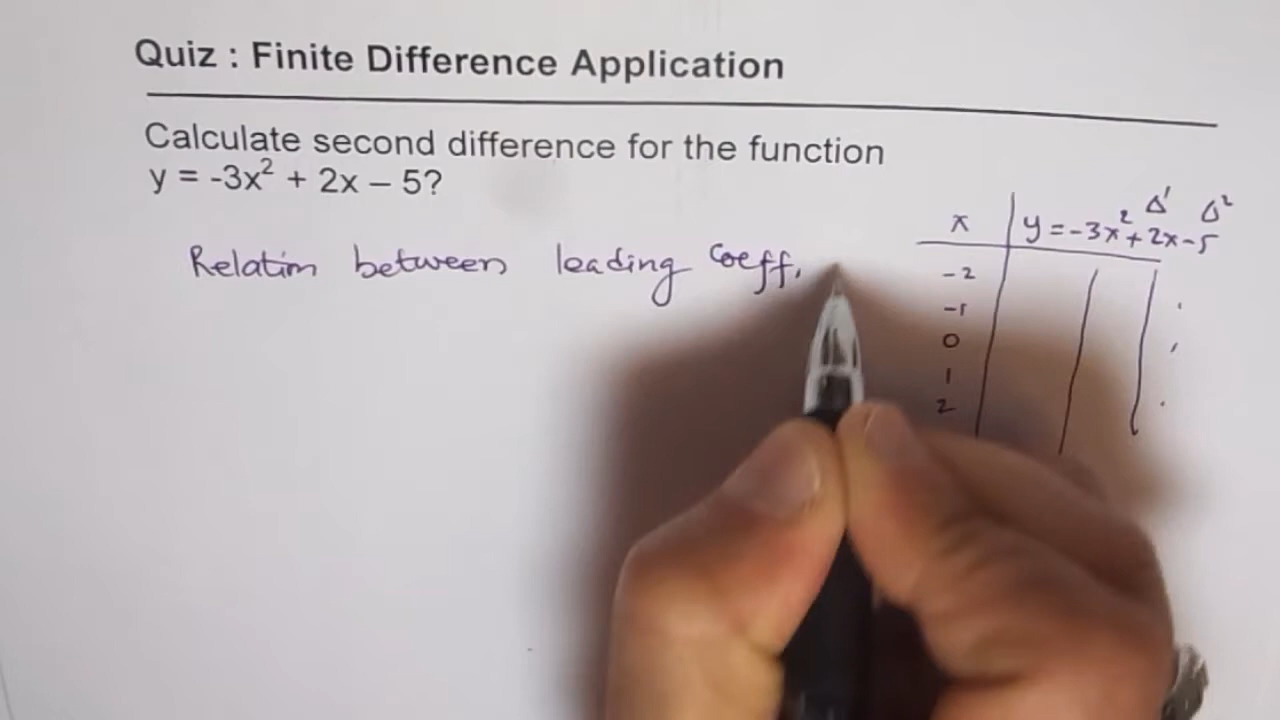 Quiz : Finite Difference Application
Calculate second difference for the function
y = -3x² + 2x – 5?
Relation between leading Coeff.
x y = -3x²+2x-5 Δ¹ Δ²
-2
-1
0
1
2